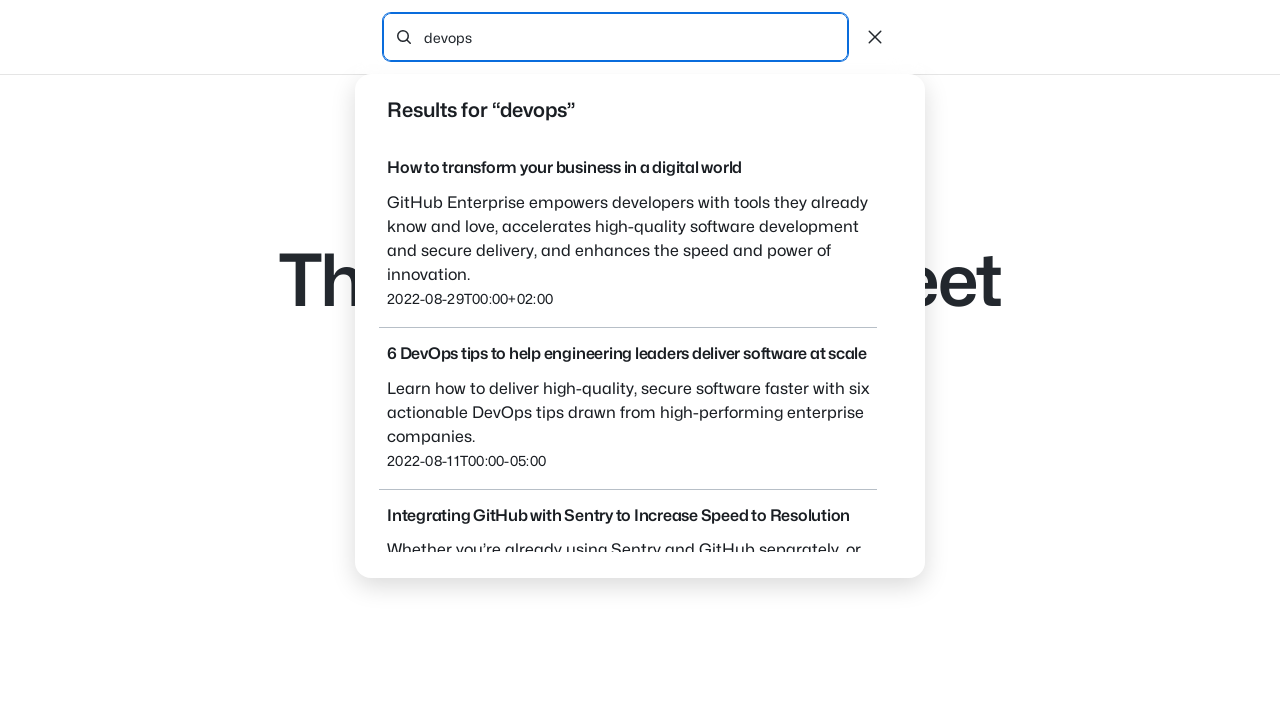 devops
Results for “devops”
How to transform your business in a digital world
GitHub Enterprise empowers developers with tools they already
know and love, accelerates high-quality software development
and secure delivery, and enhances the speed and power of
innovation.
2022-08-29T00:00+02:00
6 DevOps tips to help engineering leaders deliver software at scale
Learn how to deliver high-quality, secure software faster with six
actionable DevOps tips drawn from high-performing enterprise
companies.
2022-08-11T00:00-05:00
Integrating GitHub with Sentry to Increase Speed to Resolution
Whether you’re already using Sentry and GitHub separately, or